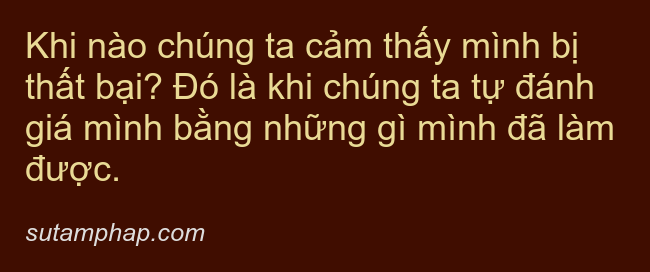 Khi nào chúng ta cảm thấy mình bị
thất bại? Đó là khi chúng ta tự đánh
giá mình bằng những gì mình đã làm
được.
sutamphap.com